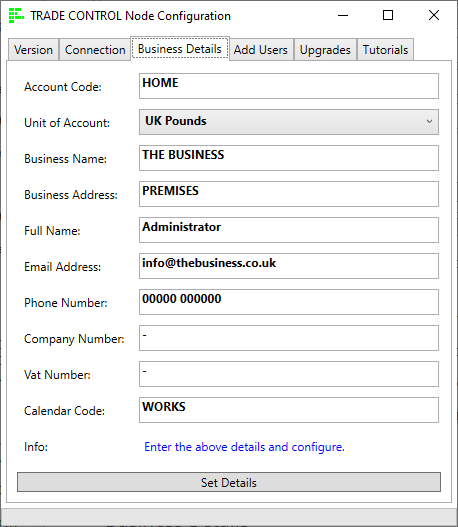 TRADE CONTROL Node Configuration
Version Connection Business Details Add Users Upgrades Tutorials
Account Code: HOME
Unit of Account: UK Pounds
Business Name: THE BUSINESS
Business Address: PREMISES
Full Name: Administrator
Email Address: info@thebusiness.co.uk
Phone Number: 00000 000000
Company Number: -
Vat Number: -
Calendar Code: WORKS
Info: Enter the above details and configure.
Set Details